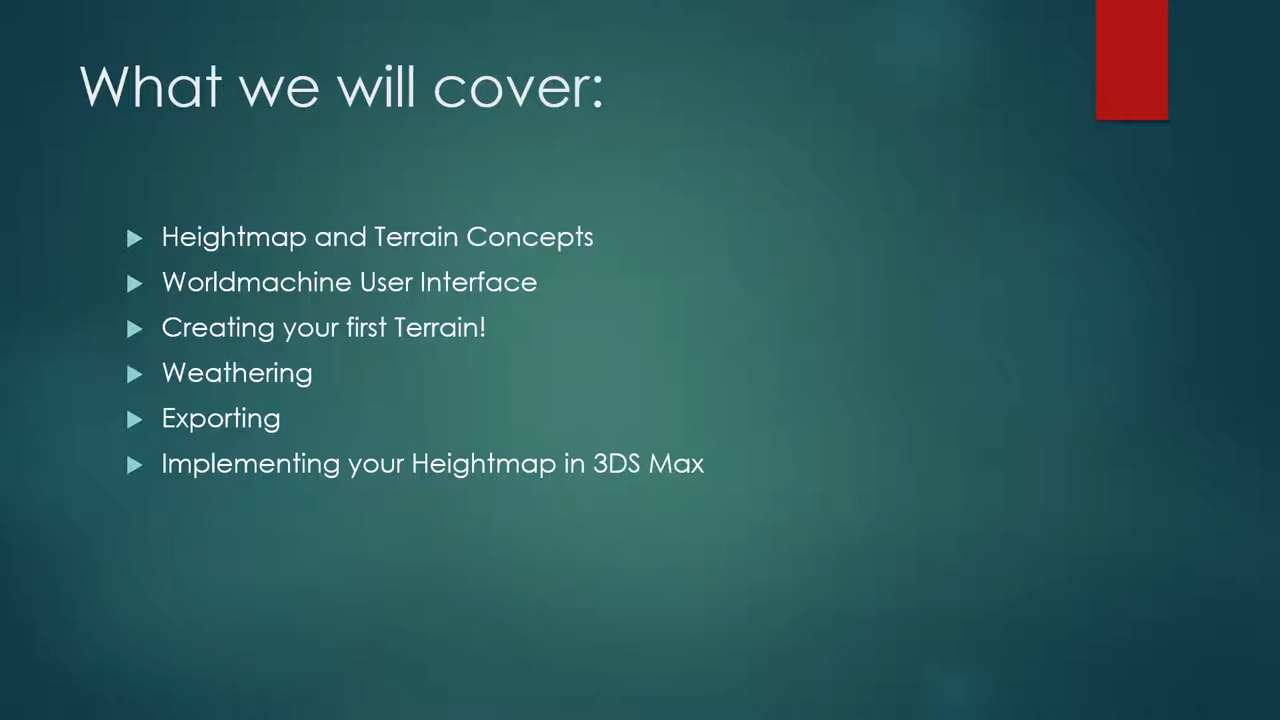 What we will cover:
Heightmap and Terrain Concepts
Worldmachine User Interface
Creating your first Terrain!
Weathering
Exporting
Implementing your Heightmap in 3DS Max